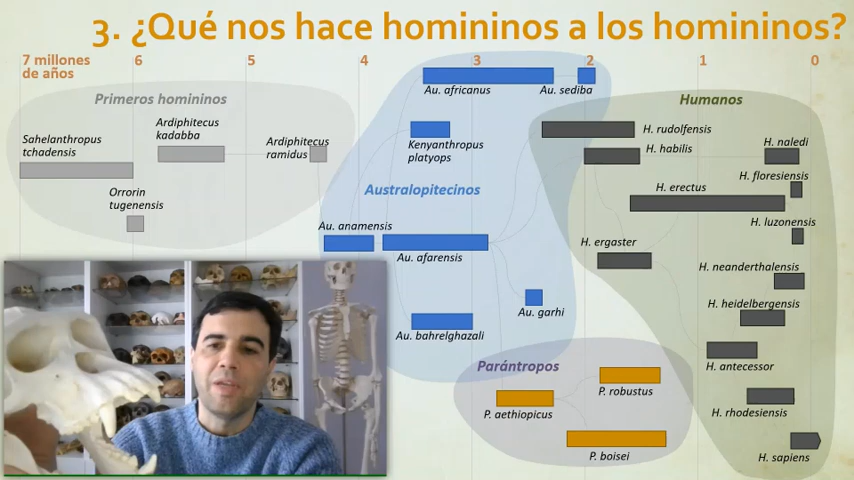 3. ¿Qué nos hace homininos a los homininos?
7 millones
de años
6
5
4
3
2
1
0
Primeros homininos
Sahelanthropus
tchadensis
Ardiphitecus
kadabba
Ardiphitecus
ramidus
Orrorin
tugenensis
Au. africanus
Au. sediba
Kenyanthropus
platyops
Australopitecinos
Au. anamensis
Au. afarensis
Au. garhi
Au. bahrelghazali
Parántropos
P. robustus
P. aethiopicus
P. boisei
Humanos
H. rudolfensis
H. habilis
H. naledi
H. floresiensis
H. erectus
H. luzonensis
H. ergaster
H. neanderthalensis
H. heidelbergensis
H. antecessor
H. rhodesiensis
H. sapiens